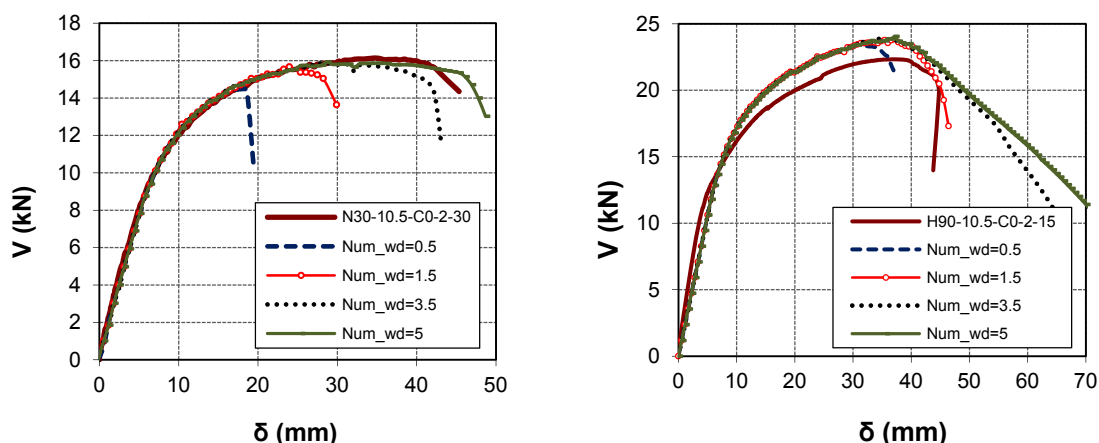 18
16
14
12
10
8
6
4
2
0
V (kN)
N30-10.5-C0-2-30
Num_wd=0.5
Num_wd=1.5
Num_wd=3.5
Num_wd=5
0 10 20 30 40 50
δ (mm)
25
20
15
10
5
0
V (kN)
H90-10.5-C0-2-15
Num_wd=0.5
Num_wd=1.5
Num_wd=3.5
Num_wd=5
0 10 20 30 40 50 60 70
δ (mm)